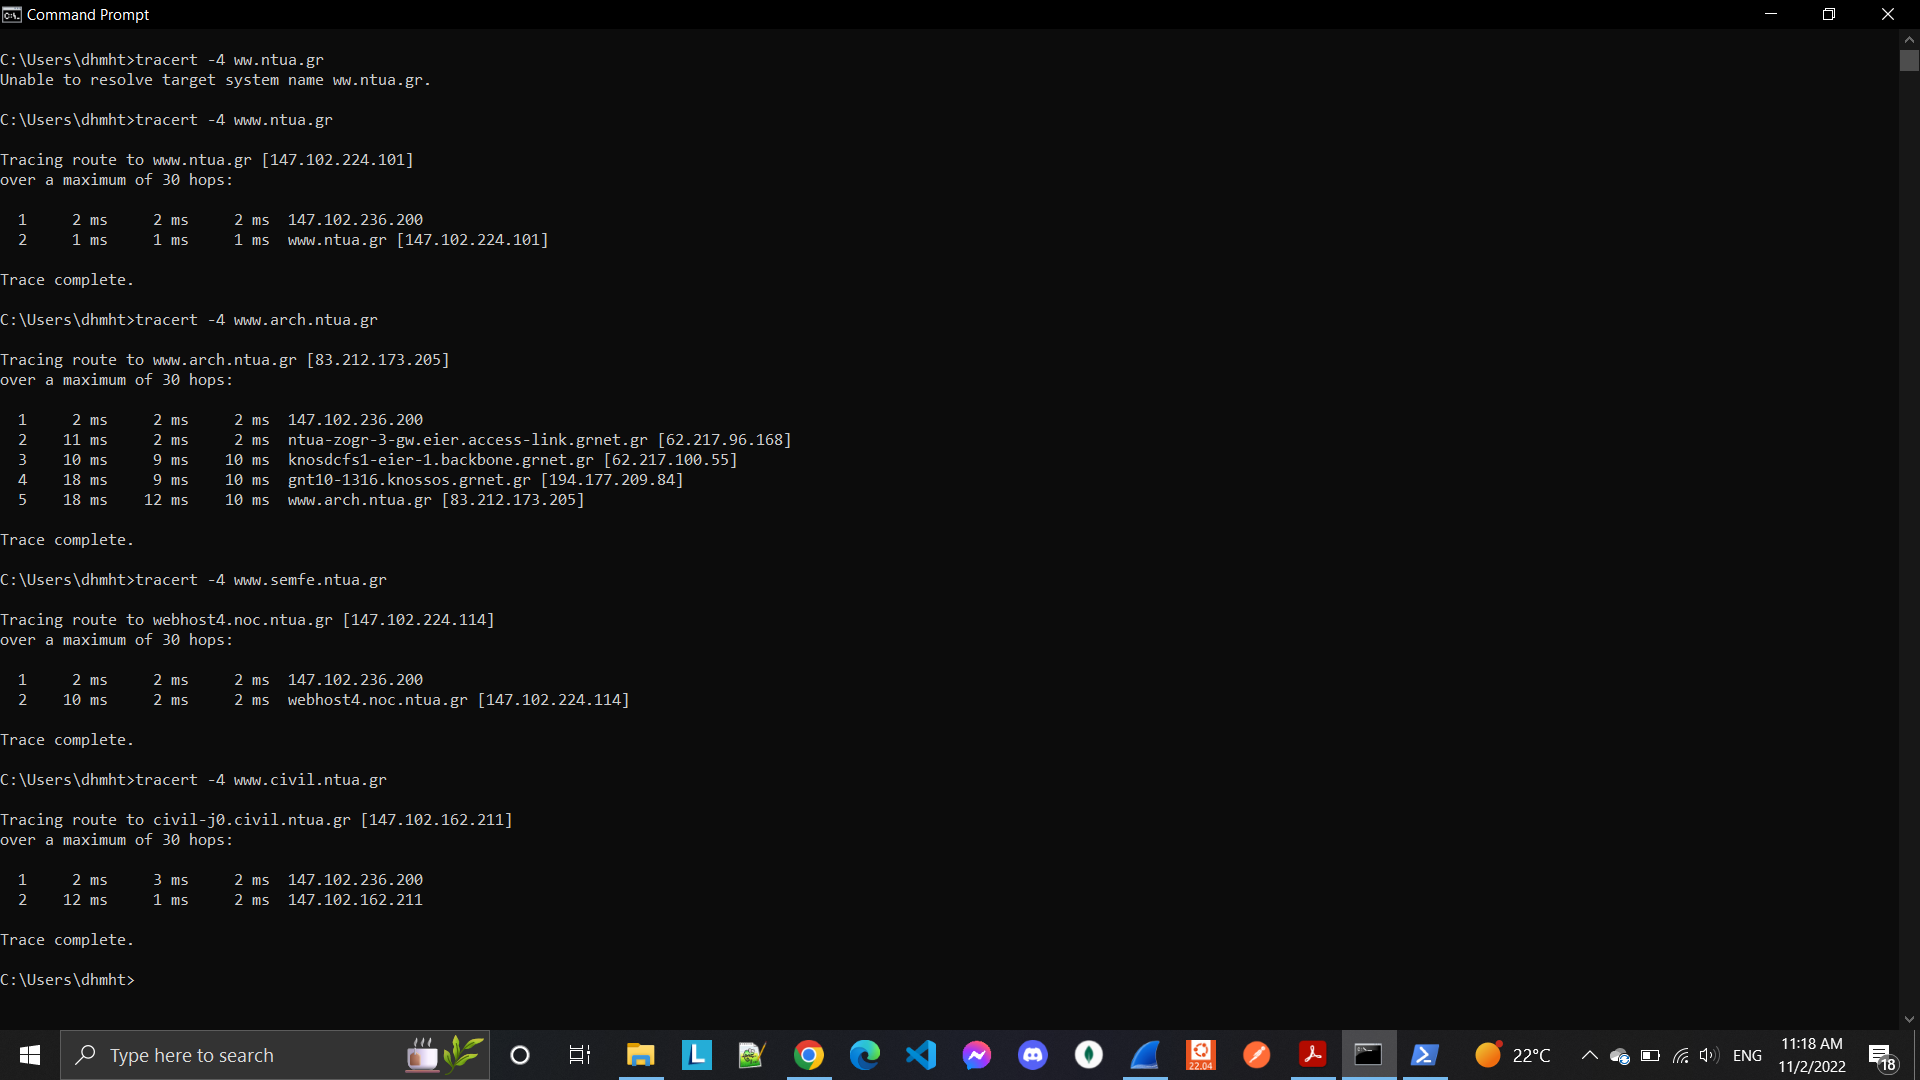 Command Prompt
C:\Users\dhmht>tracert -4 ww.ntua.gr
Unable to resolve target system name ww.ntua.gr.
C:\Users\dhmht>tracert -4 www.ntua.gr
Tracing route to www.ntua.gr [147.102.224.101]
over a maximum of 30 hops:
1 2 ms 2 ms 2 ms 147.102.236.200
2 1 ms 1 ms 1 ms www.ntua.gr [147.102.224.101]
Trace complete.
C:\Users\dhmht>tracert -4 www.arch.ntua.gr
Tracing route to www.arch.ntua.gr [83.212.173.205]
over a maximum of 30 hops:
1 2 ms 2 ms 2 ms 147.102.236.200
2 11 ms 2 ms 2 ms ntua-zogr-3-gw.eier.access-link.grnet.gr [62.217.96.168]
3 10 ms 9 ms 10 ms knosdcfs1-eier-1.backbone.grnet.gr [62.217.100.55]
4 18 ms 9 ms 10 ms gnt10-1316.knossos.grnet.gr [194.177.209.84]
5 18 ms 12 ms 10 ms www.arch.ntua.gr [83.212.173.205]
Trace complete.
C:\Users\dhmht>tracert -4 www.semfe.ntua.gr
Tracing route to webhost4.noc.ntua.gr [147.102.224.114]
over a maximum of 30 hops:
1 2 ms 2 ms 2 ms 147.102.236.200
2 10 ms 2 ms 2 ms webhost4.noc.ntua.gr [147.102.224.114]
Trace complete.
C:\Users\dhmht>tracert -4 www.civil.ntua.gr
Tracing route to civil-j0.civil.ntua.gr [147.102.162.211]
over a maximum of 30 hops:
1 2 ms 3 ms 2 ms 147.102.236.200
2 12 ms 1 ms 2 ms 147.102.162.211
Trace complete.
C:\Users\dhmht>
Type here to search
L
22.04
22°C
ENG
11:18 AM
11/2/2022
18